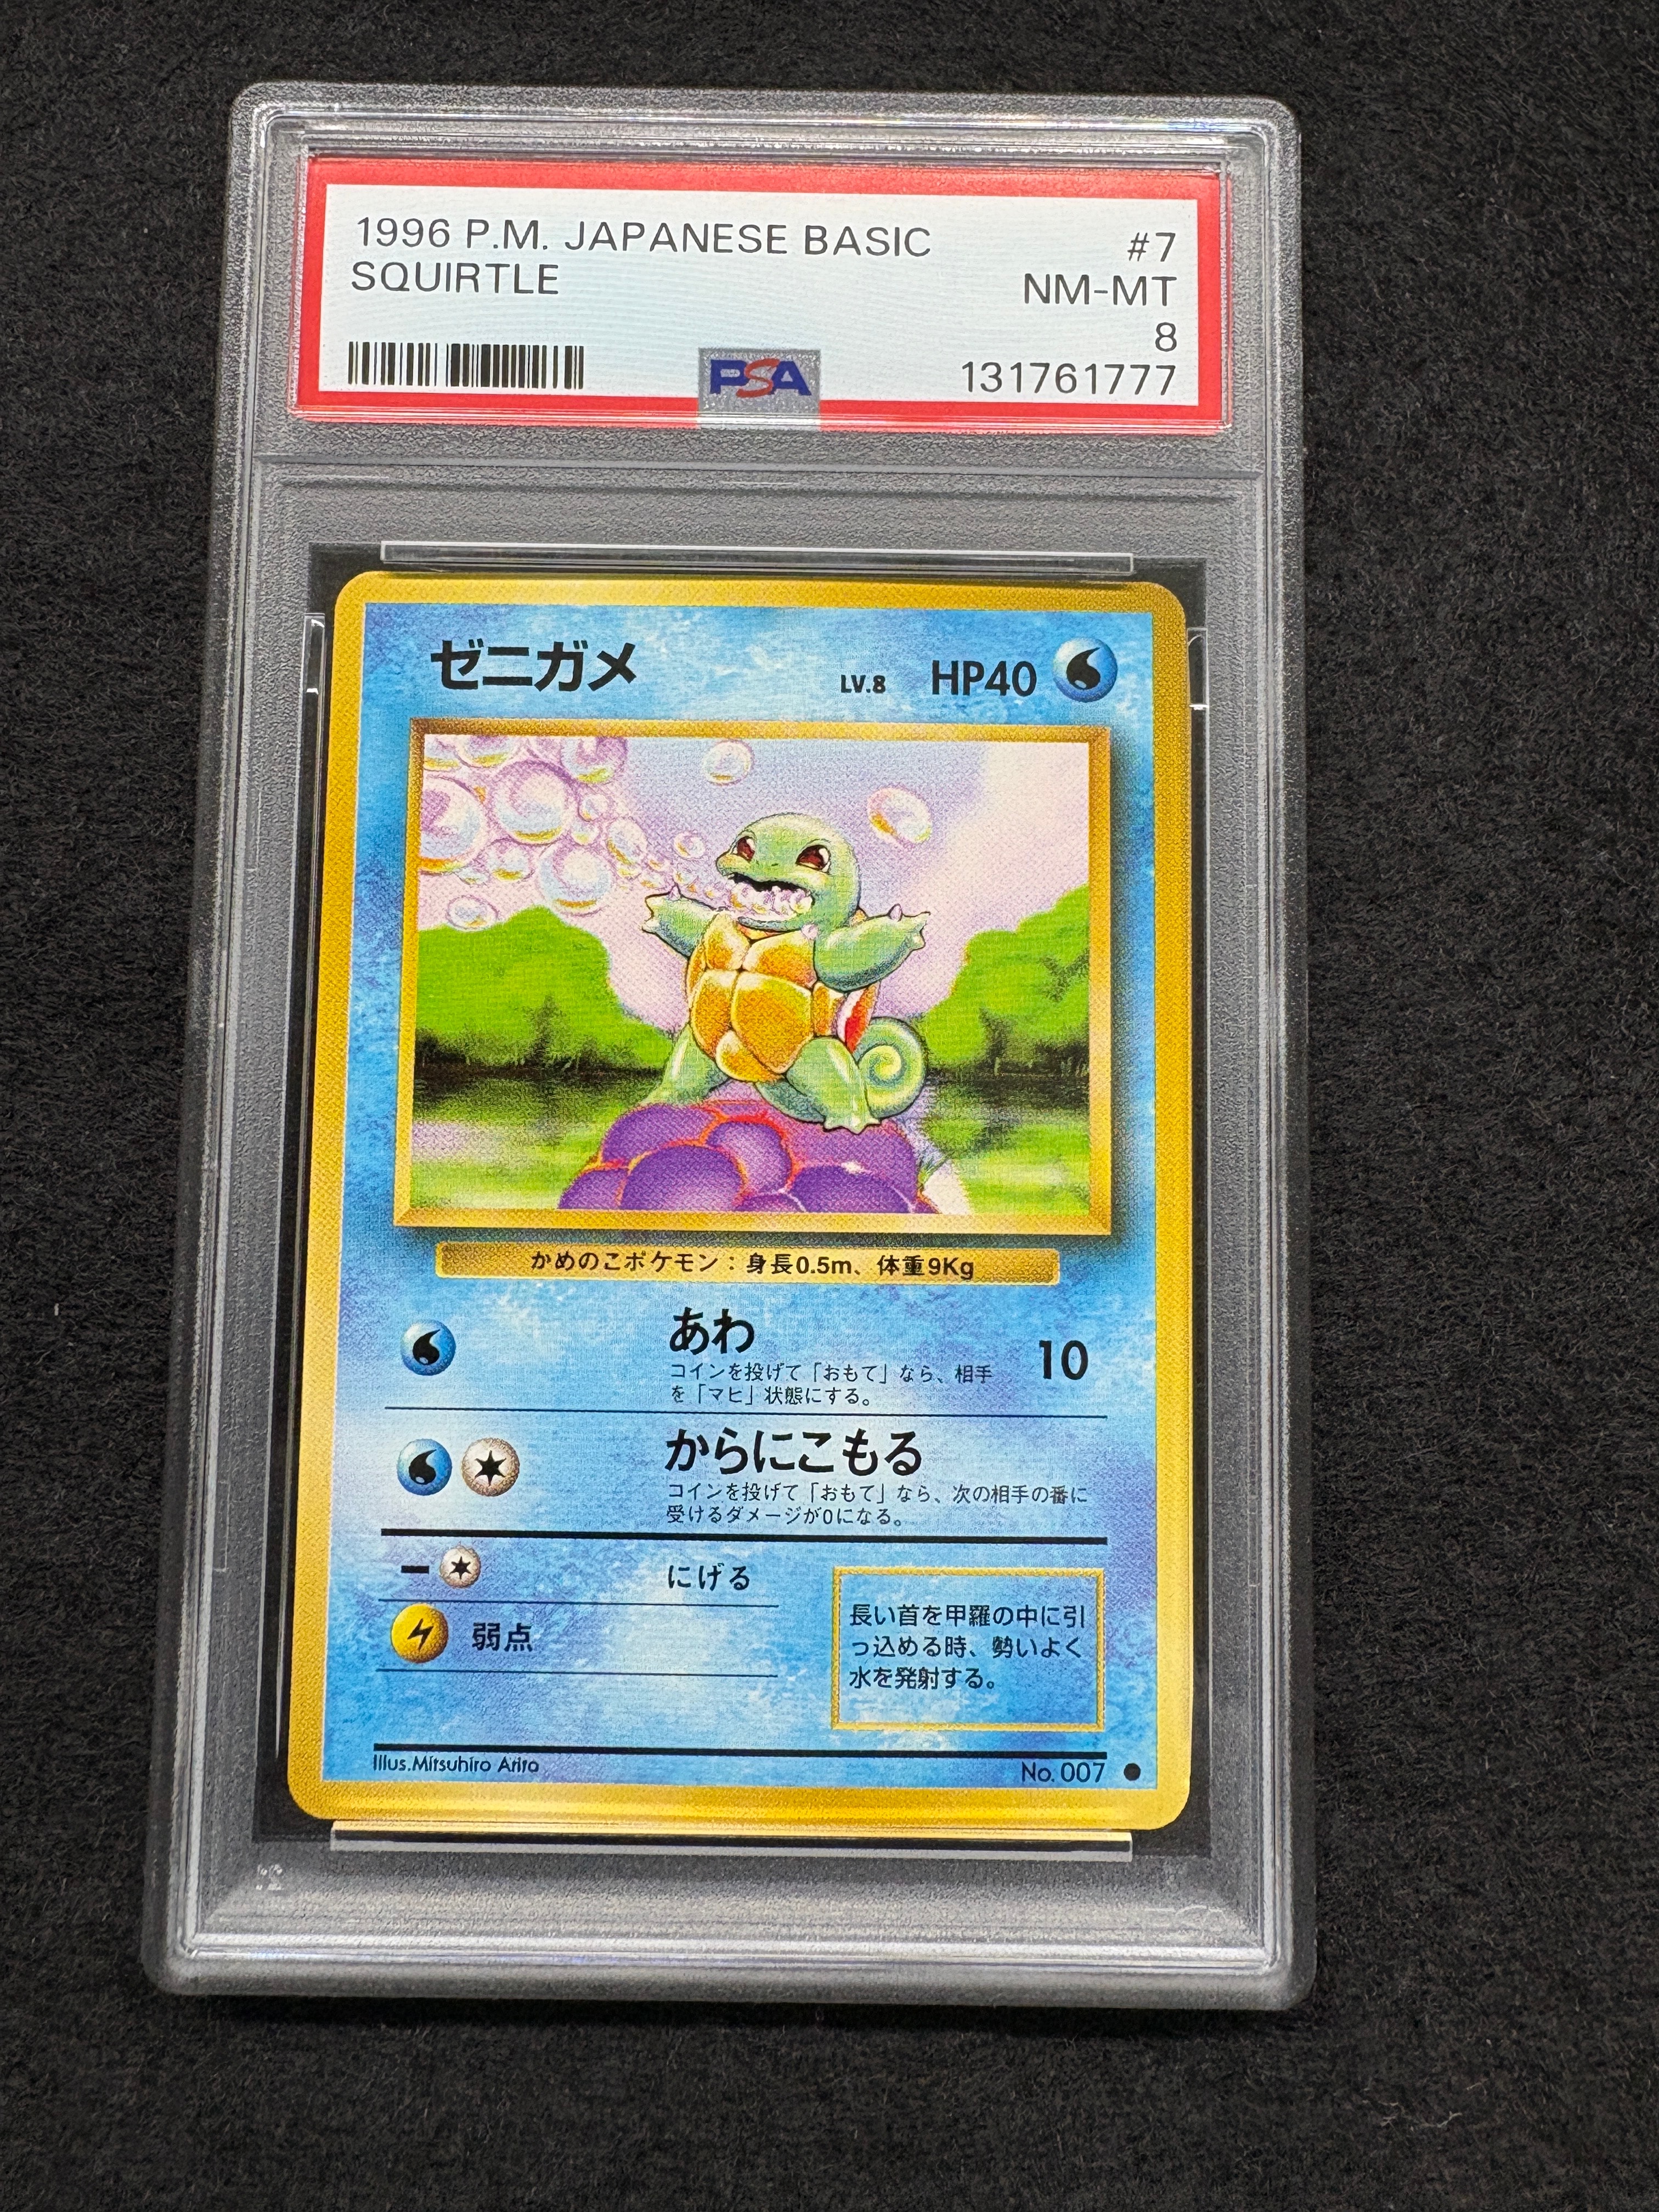 1996 P.M. JAPANESE BASIC #7
SQUIRTLE NM-MT
8
PSA 131761777
ゼニガメ LV.8 HP40
かめのこポケモン：身長0.5m、体重9Kg
あわ 10
コインを投げて「おもて」なら、相手
を「マヒ」状態にする。
からにこもる
コインを投げて「おもて」なら、次の相手の番に
受けるダメージが0になる。
− にげる
弱点
長い首を甲羅の中に引
っ込める時、勢いよく
水を発射する。
Illus.Mitsuhiro Arita No. 007 ●